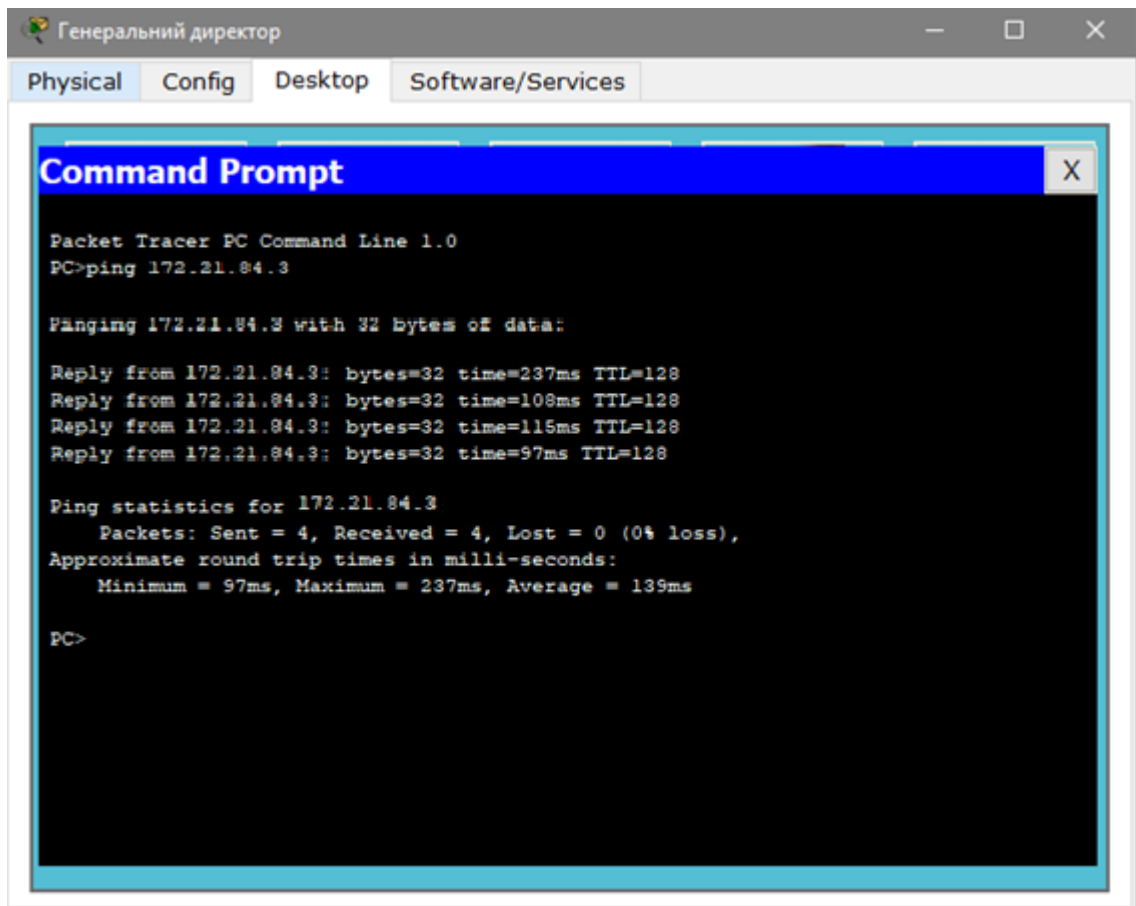 Генеральний директор
Physical Config Desktop Software/Services
Command Prompt X
Packet Tracer PC Command Line 1.0
PC>ping 172.21.84.3
Pinging 172.21.84.3 with 32 bytes of data:
Reply from 172.21.84.3: bytes=32 time=237ms TTL=128
Reply from 172.21.84.3: bytes=32 time=108ms TTL=128
Reply from 172.21.84.3: bytes=32 time=115ms TTL=128
Reply from 172.21.84.3: bytes=32 time=97ms TTL=128
Ping statistics for 172.21.84.3
Packets: Sent = 4, Received = 4, Lost = 0 (0% loss),
Approximate round trip times in milli-seconds:
Minimum = 97ms, Maximum = 237ms, Average = 139ms
PC>